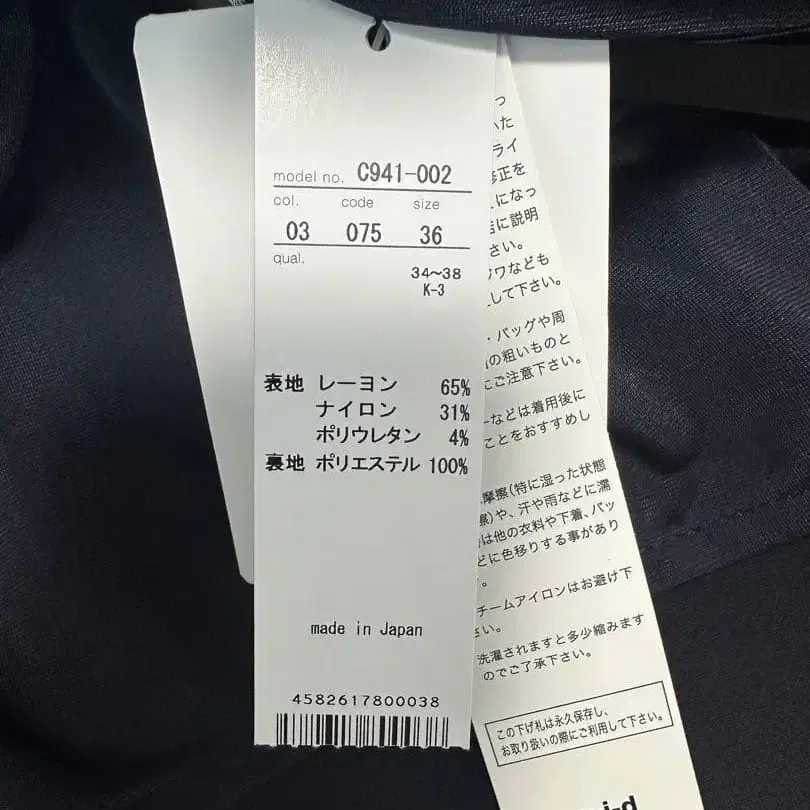 model no. C941-002
col. code size
03 075 36
qual.
34~38
K-3
表地 レーヨン 65%
ナイロン 31%
ポリウレタン 4%
裏地 ポリエステル 100%
made in Japan
4582617800038
っ
いた
ライ
修正を
になっ
に説明
さい。
ワなども
して下さい。
・バッグや周
の粗いものと
にご注意下さい。
ーなどは着用後に
ことをおすすめし
摩擦(特に湿った状態
擦)や、汗や雨などに濡
は他の衣料や下着、バッ
どに色移りする事があり
。
チームアイロンはお避け下
さい。
洗濯されますと多少縮みます
のでご了承下さい。
この下げ札は永久保存し、
お取り扱いの際にご利用して下さい。
i-d